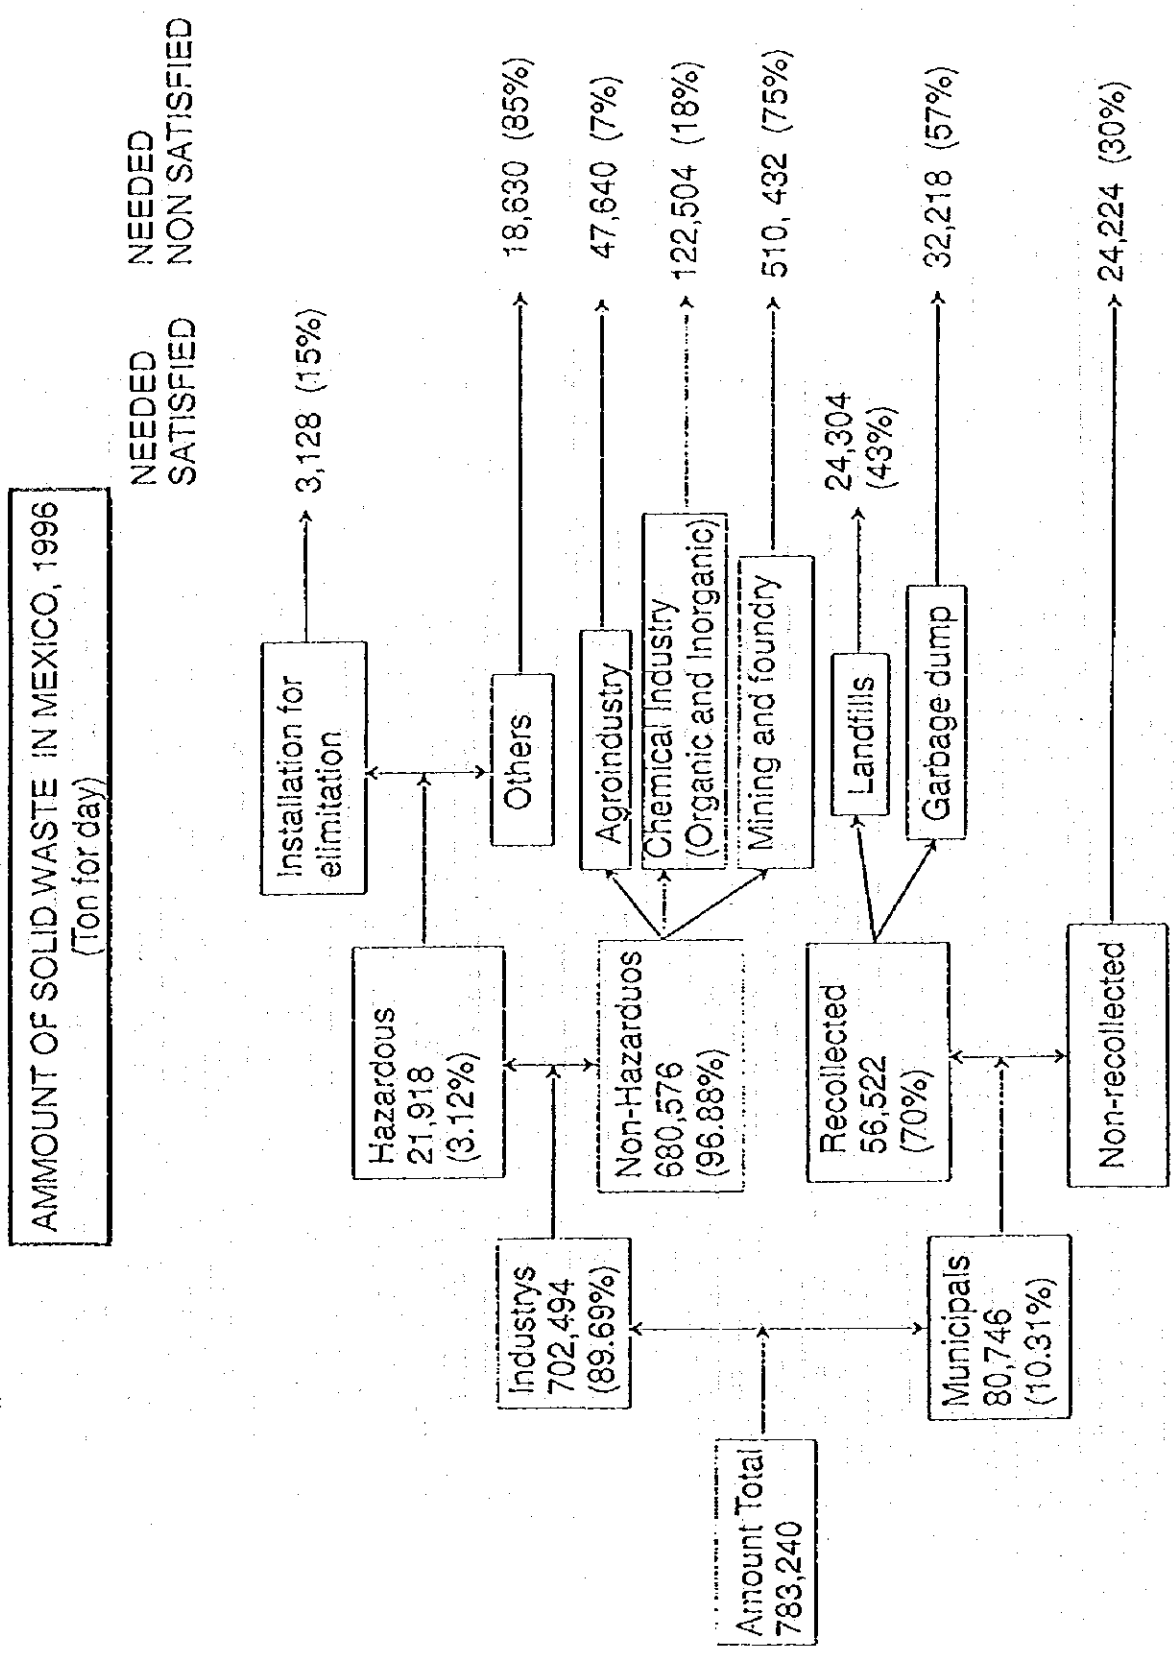 AMMOUNT OF SOLID WASTE IN MEXICO, 1996
(Ton for day)
NEEDED
SATISFIED
NEEDED
NON SATISFIED
Amount Total
783,240
Industrys
702,494
(89.69%)
Municipals
80,746
(10.31%)
Hazardous
21,918
(3.12%)
Non-Hazarduos
680,576
(96.88%)
Recollected
56,522
(70%)
Non-recollected
Installation for
elimitation
Others
Agroindustry
Chemical Industry
(Organic and Inorganic)
Mining and foundry
Landfills
Garbage dump
3,128 (15%)
18,630 (85%)
47,640 (7%)
122,504 (18%)
510, 432 (75%)
24,304
(43%)
32,218 (57%)
24,224 (30%)